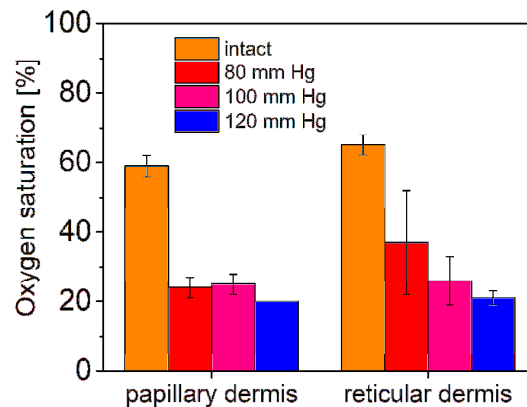 100
80
60
40
20
0
Oxygen saturation [%]
intact
80 mm Hg
100 mm Hg
120 mm Hg
papillary dermis
reticular dermis